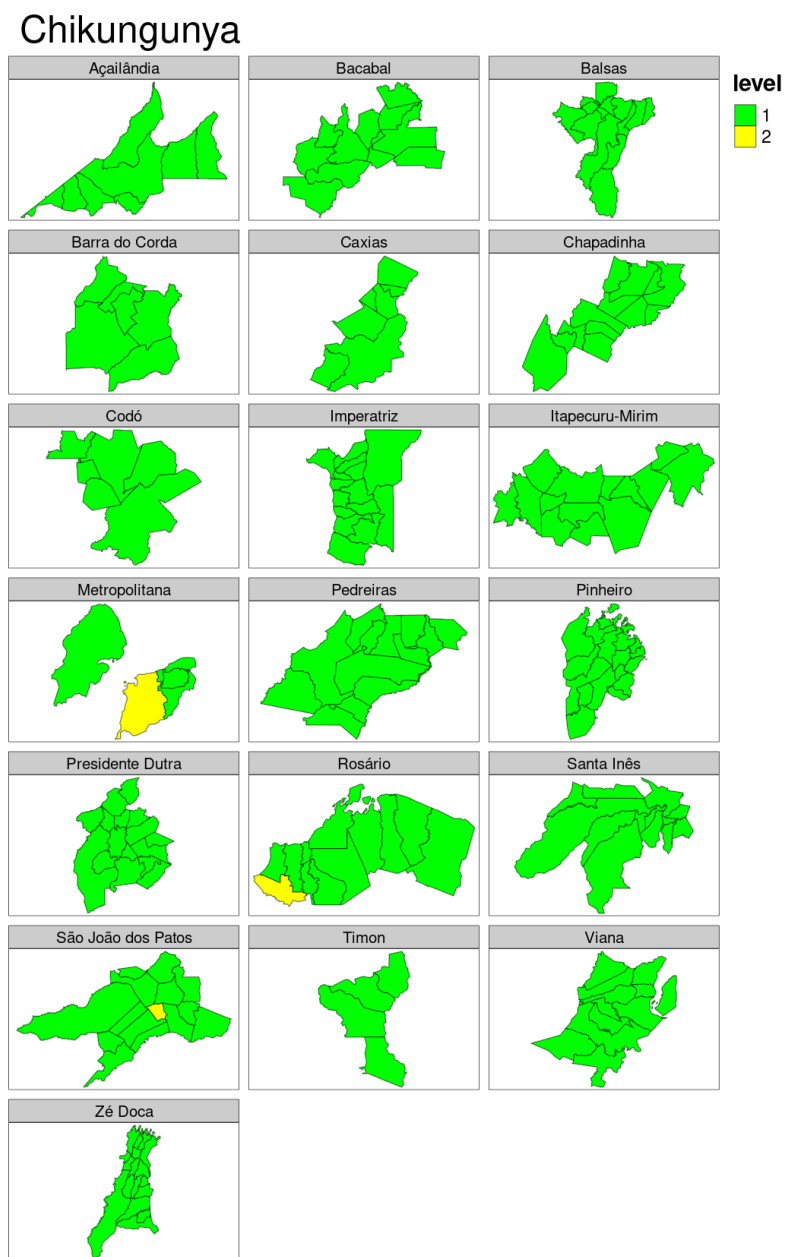 Chikungunya
Açailândia
Bacabal
Balsas
level
1
2
Barra do Corda
Caxias
Chapadinha
Codó
Imperatriz
Itapecuru-Mirim
Metropolitana
Pedreiras
Pinheiro
Presidente Dutra
Rosário
Santa Inês
São João dos Patos
Timon
Viana
Zé Doca